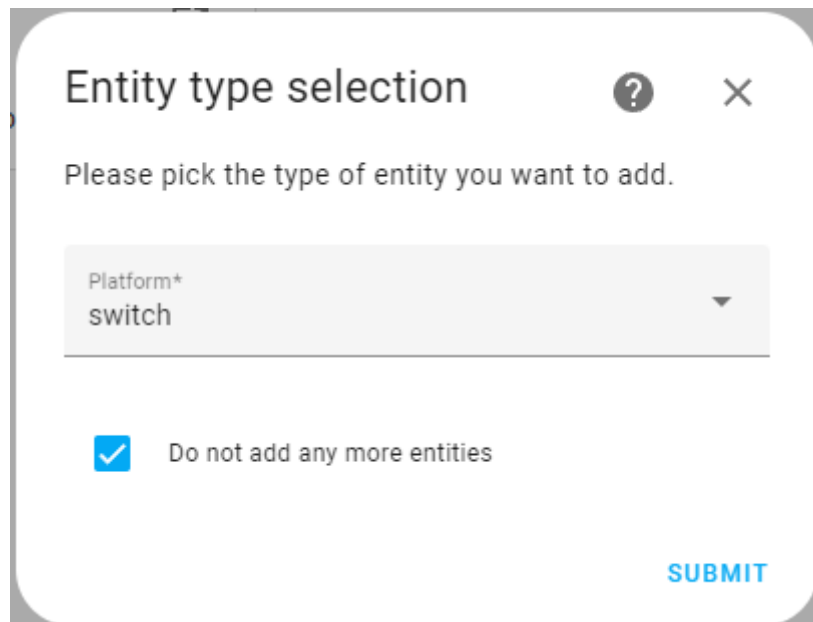 Entity type selection
?
Please pick the type of entity you want to add.
Platform*
switch
Do not add any more entities
SUBMIT